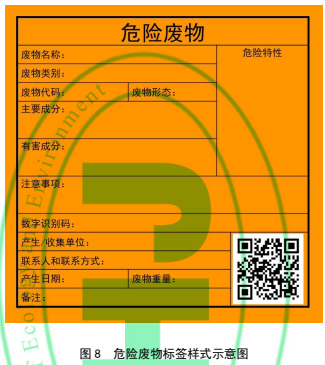 危险废物
废物名称：
危险特性
废物类别：
废物代码：
废物形态：
主要成分：
有害成分：
注意事项：
数字识别码：
产生/收集单位：
联系人和联系方式：
产生日期：
废物重量：
备注：
图 8 危险废物标签样式示意图